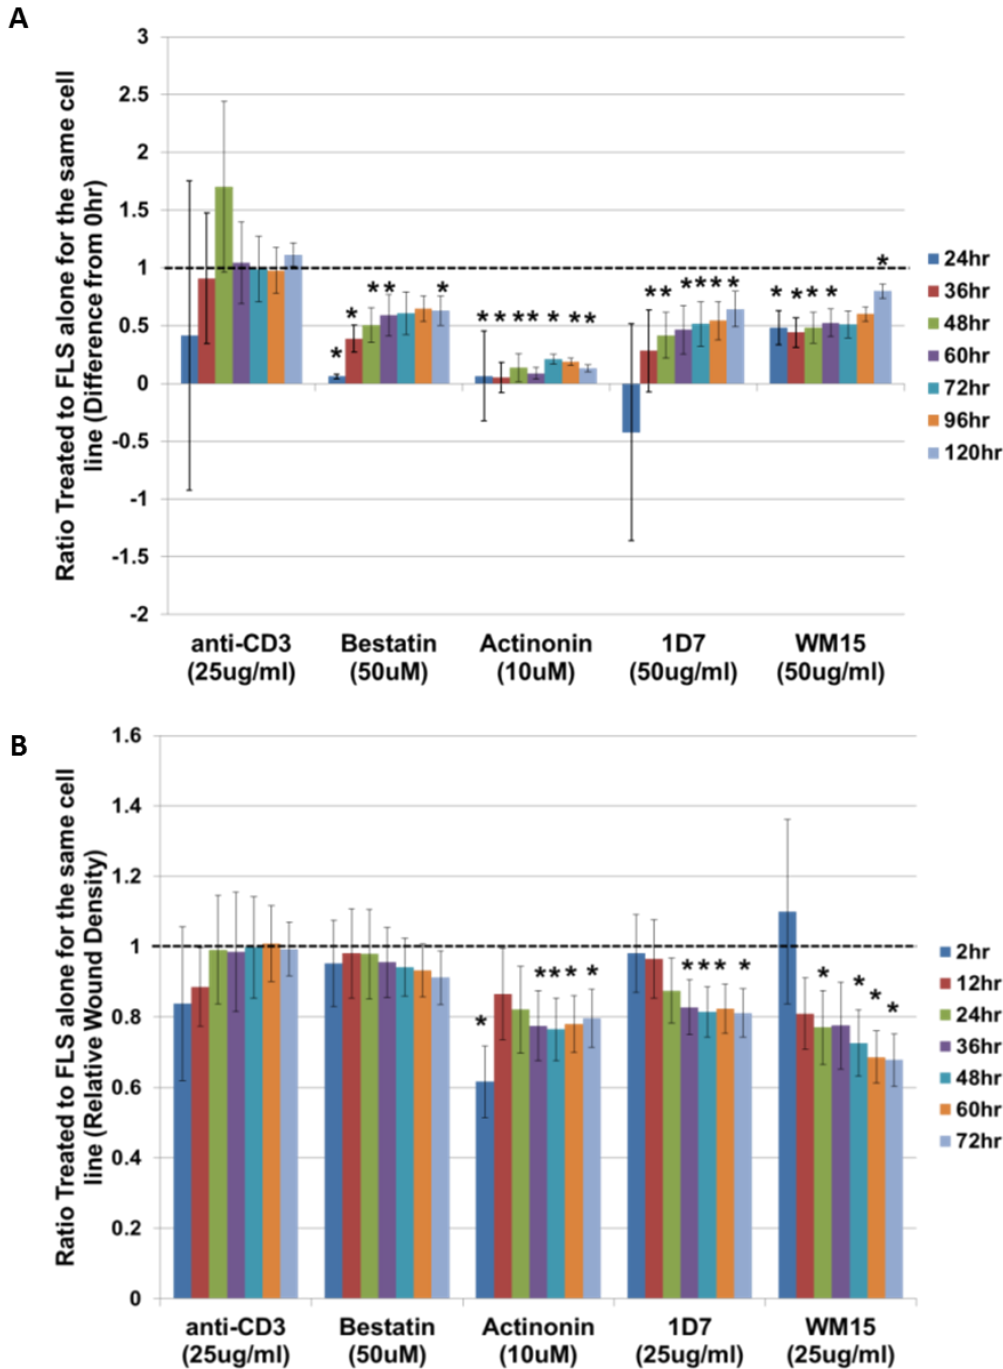 A
Ratio Treated to FLS alone for the same cell
line (Difference from 0hr)
3
2.5
2
1.5
1
0.5
0
-0.5
-1
-1.5
-2
* * ** * ** ** * ** ** ** *** * * ** *
24hr
36hr
48hr
60hr
72hr
96hr
120hr
anti-CD3 Bestatin Actinonin 1D7 WM15
(25ug/ml) (50uM) (10uM) (50ug/ml) (50ug/ml)
B
Ratio Treated to FLS alone for the same cell
line (Relative Wound Density)
1.6
1.4
1.2
1
0.8
0.6
0.4
0.2
0
* ** * * *** * * * * *
2hr
12hr
24hr
36hr
48hr
60hr
72hr
anti-CD3 Bestatin Actinonin 1D7 WM15
(25ug/ml) (50uM) (10uM) (25ug/ml) (25ug/ml)